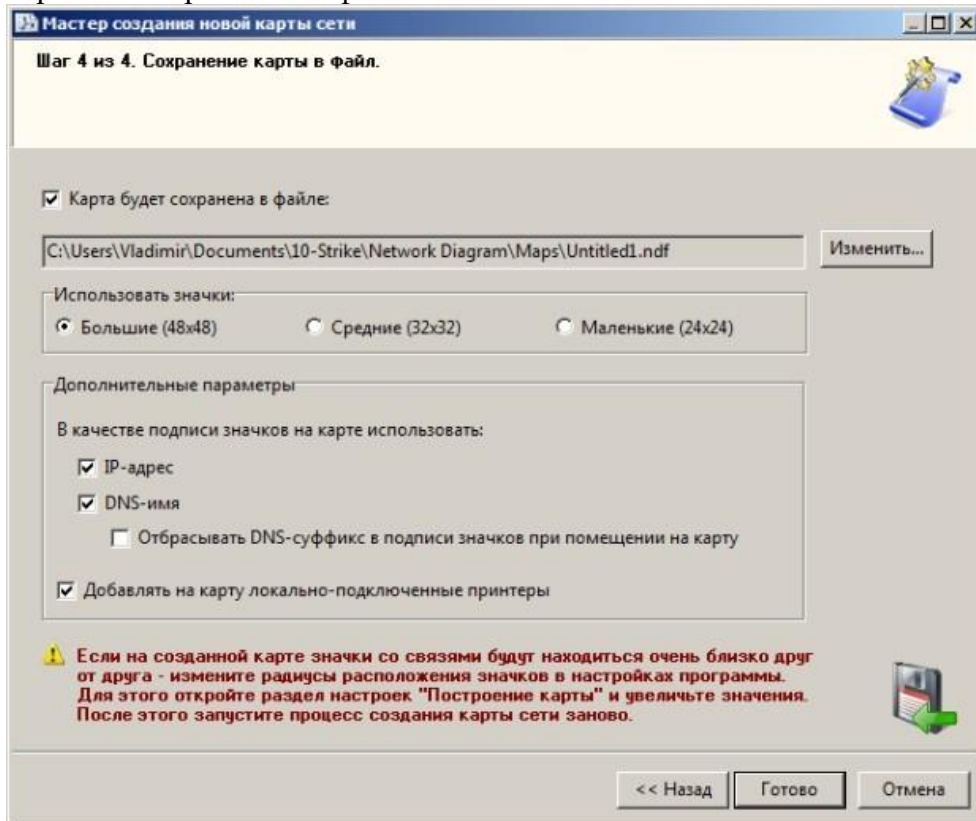 Мастер создания новой карты сети
Шаг 4 из 4. Сохранение карты в файл.
Карта будет сохранена в файле:
C:\Users\Vladimir\Documents\10-Strike\Network Diagram\Maps\Untitled1.ndf
Изменить...
Использовать значки:
Большие (48x48)
Средние (32x32)
Маленькие (24x24)
Дополнительные параметры
В качестве подписи значков на карте использовать:
IP-адрес
DNS-имя
Отбрасывать DNS-суффикс в подписи значков при помещении на карту
Добавлять на карту локально-подключенные принтеры
Если на созданной карте значки со связями будут находиться очень близко друг
от друга - измените радиусы расположения значков в настройках программы.
Для этого откройте раздел настроек "Построение карты" и увеличьте значения.
После этого запустите процесс создания карты сети заново.
<< Назад
Готово
Отмена